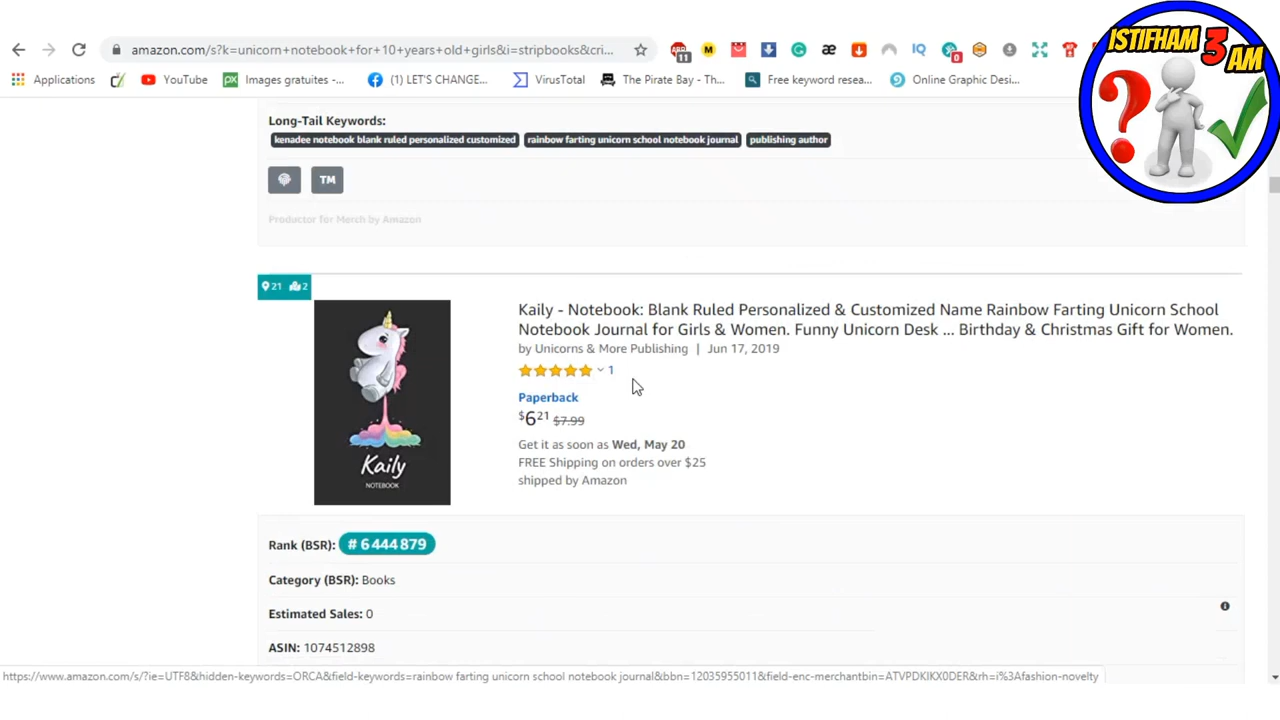 amazon.com/s?k=unicorn+notebook+for+10+years+old+girls&i=stripbooks&cri...
11
M
æ
IQ
0
ISTIFHAM 3 AM
Applications
YouTube
px
Images gratuites -...
(1) LET'S CHANGE...
VirusTotal
The Pirate Bay - Th...
Free keyword resea...
Online Graphic Desi...
Long-Tail Keywords:
kenadee notebook blank ruled personalized customized
rainbow farting unicorn school notebook journal
publishing author
TM
Productor for Merch by Amazon
21 2
Kaily - Notebook: Blank Ruled Personalized & Customized Name Rainbow Farting Unicorn School
Notebook Journal for Girls & Women. Funny Unicorn Desk ... Birthday & Christmas Gift for Women.
by Unicorns & More Publishing | Jun 17, 2019
1
Paperback
$6.21 $7.99
Get it as soon as Wed, May 20
FREE Shipping on orders over $25
shipped by Amazon
Kaily
NOTEBOOK
Rank (BSR): # 6 444 879
Category (BSR): Books
Estimated Sales: 0
ASIN: 1074512898
https://www.amazon.com/s/?ie=UTF8&hidden-keywords=ORCA&field-keywords=rainbow farting unicorn school notebook journal&bbn=12035955011&field-enc-merchantbin=ATVPDKIKX0DER&rh=i%3Afashion-novelty